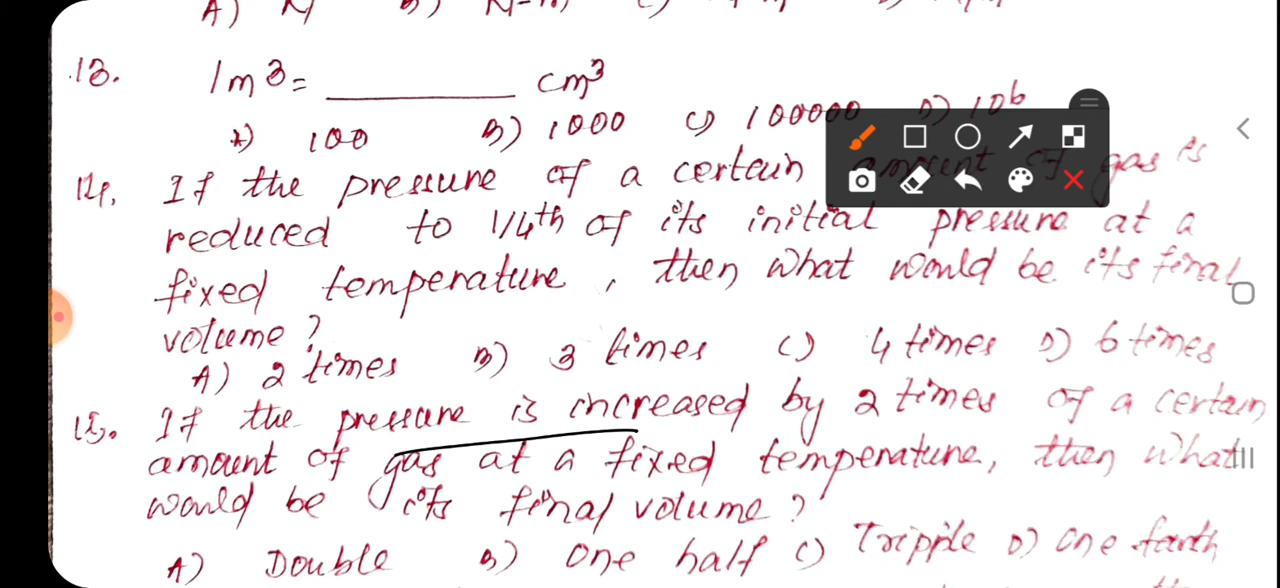 13. 1m3 = ________ cm3
A) 100 B) 1000 C) 100000 D) 106
14. If the pressure of a certain amount of gas is
reduced to 1/4th of its initial pressure at a
fixed temperature, then what would be its final
volume?
A) 2 times B) 3 times C) 4 times D) 6 times
15. If the pressure is increased by 2 times of a certain
amount of gas at a fixed temperature, then what
would be its final volume?
A) Double B) One half C) Tripple D) One